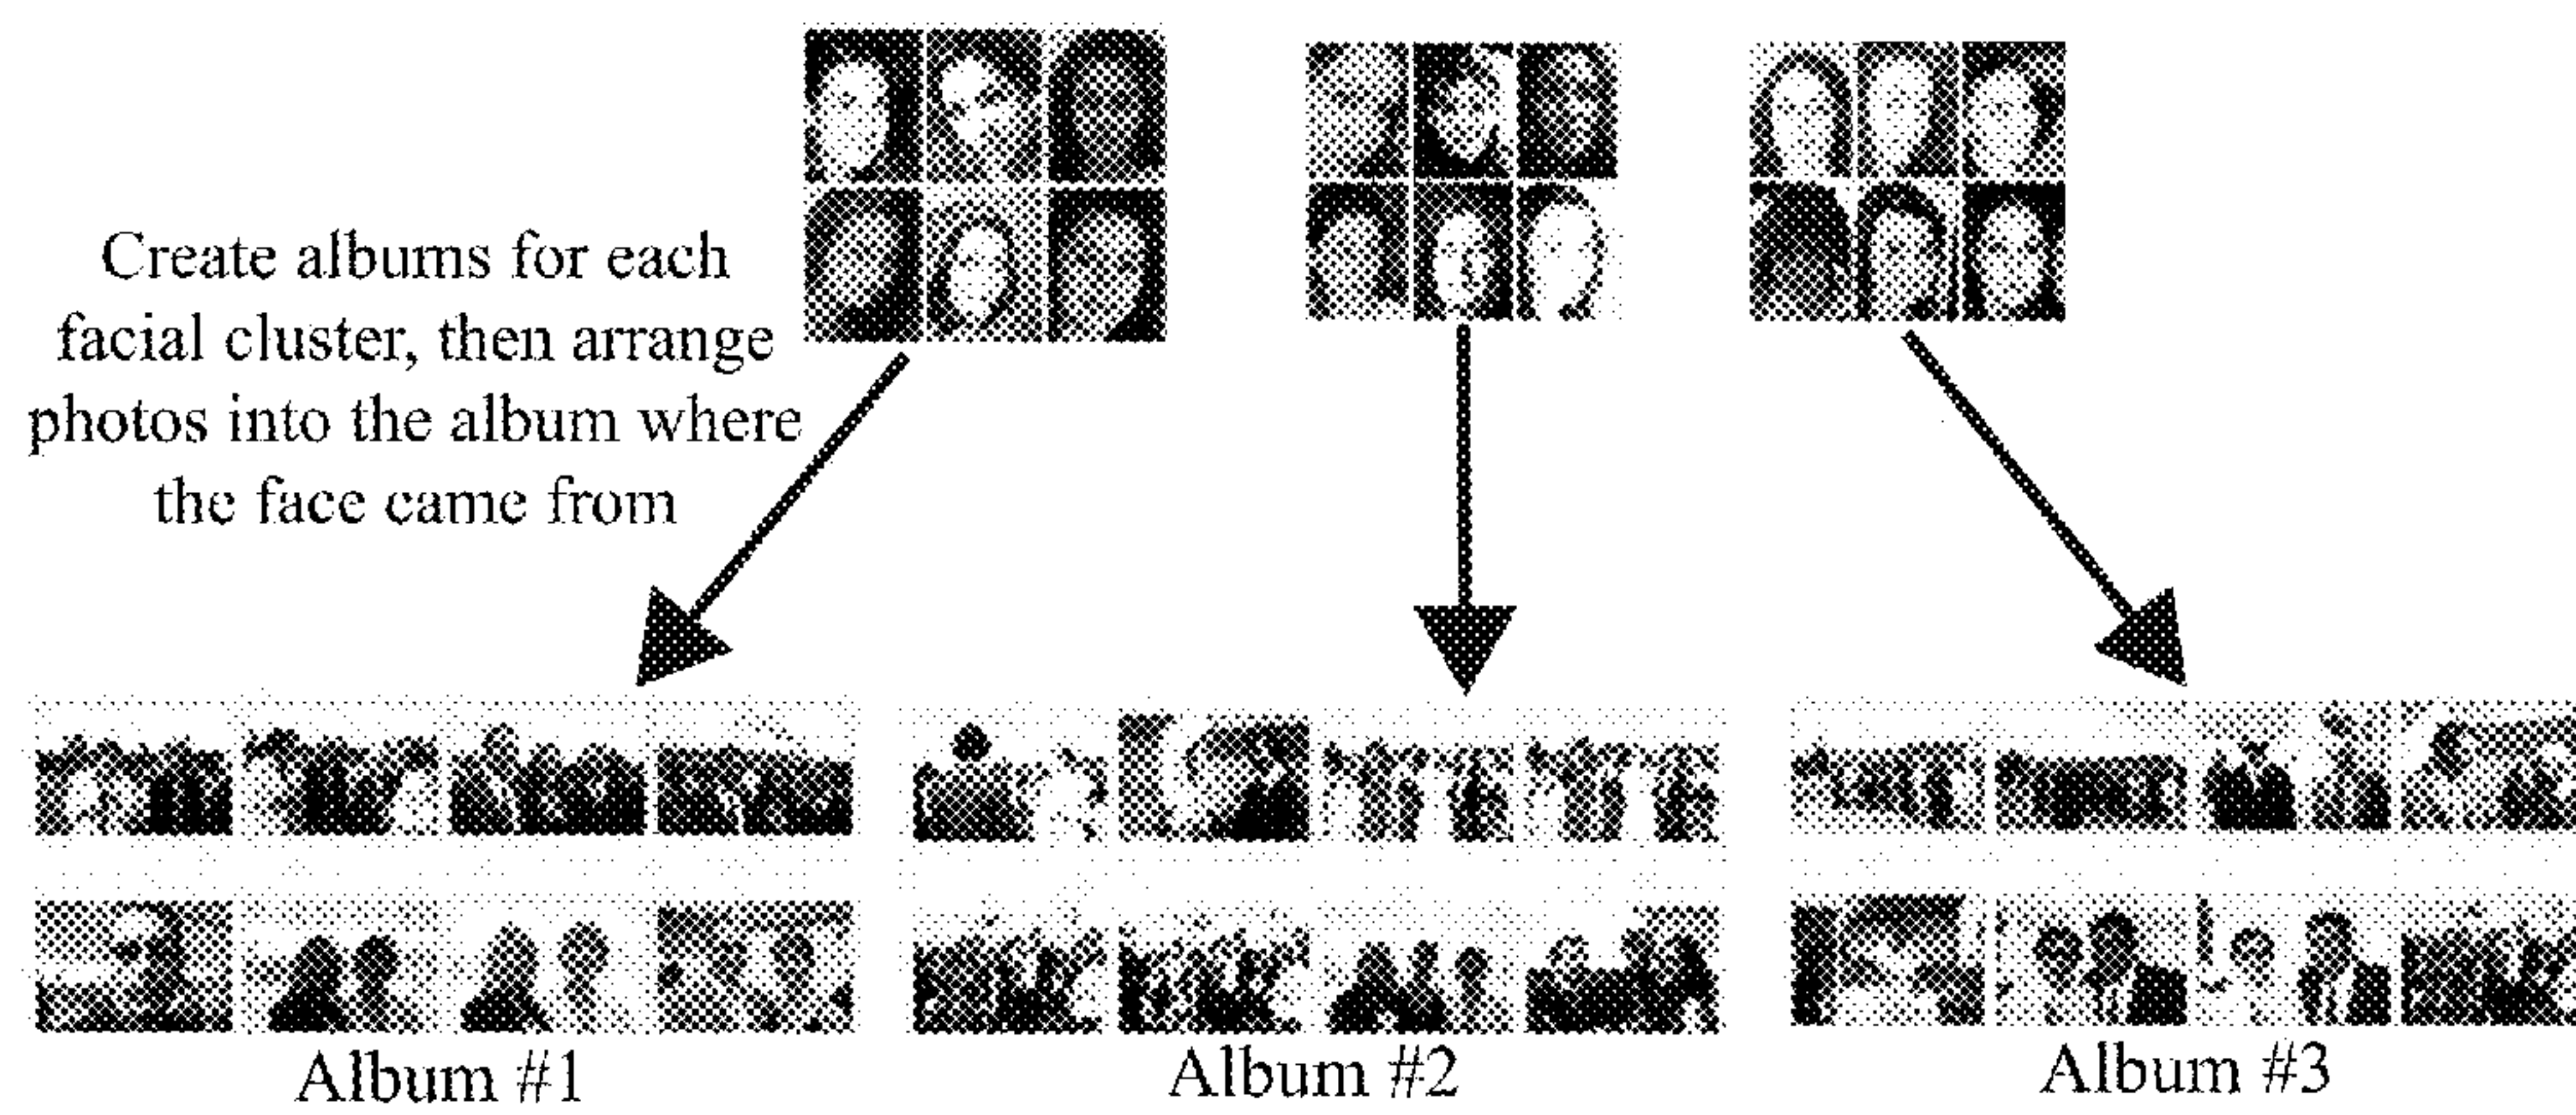 Create albums for each
facial cluster, then arrange
photos into the album where
the face came from
Album #1
Album #2
Album #3